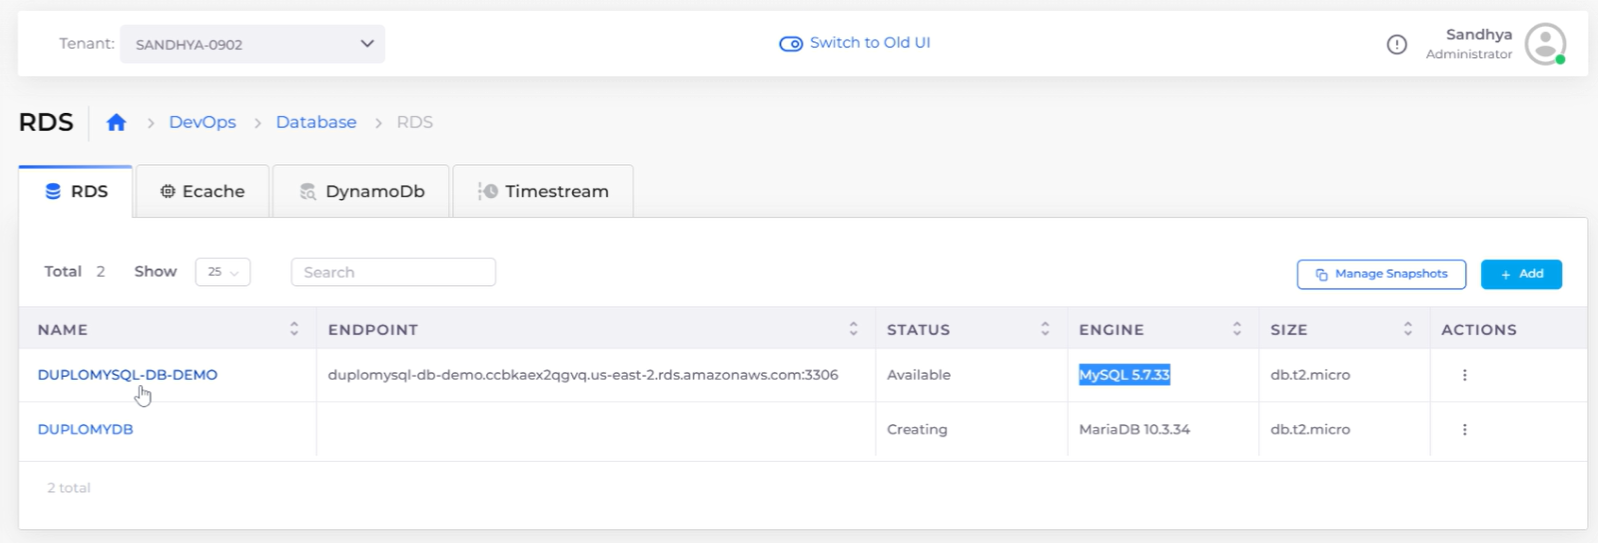 Tenant: SANDHYA-0902 Switch to Old UI Sandhya
Administrator
RDS > DevOps > Database > RDS
RDS Ecache DynamoDb Timestream
Total 2 Show 25 Search Manage Snapshots + Add
NAME ENDPOINT STATUS ENGINE SIZE ACTIONS
DUPLOMYSQL-DB-DEMO duplomysql-db-demo.ccbkaex2qgvq.us-east-2.rds.amazonaws.com:3306 Available MySQL 5.7.33 db.t2.micro
DUPLOMYDB Creating MariaDB 10.3.34 db.t2.micro
2 total